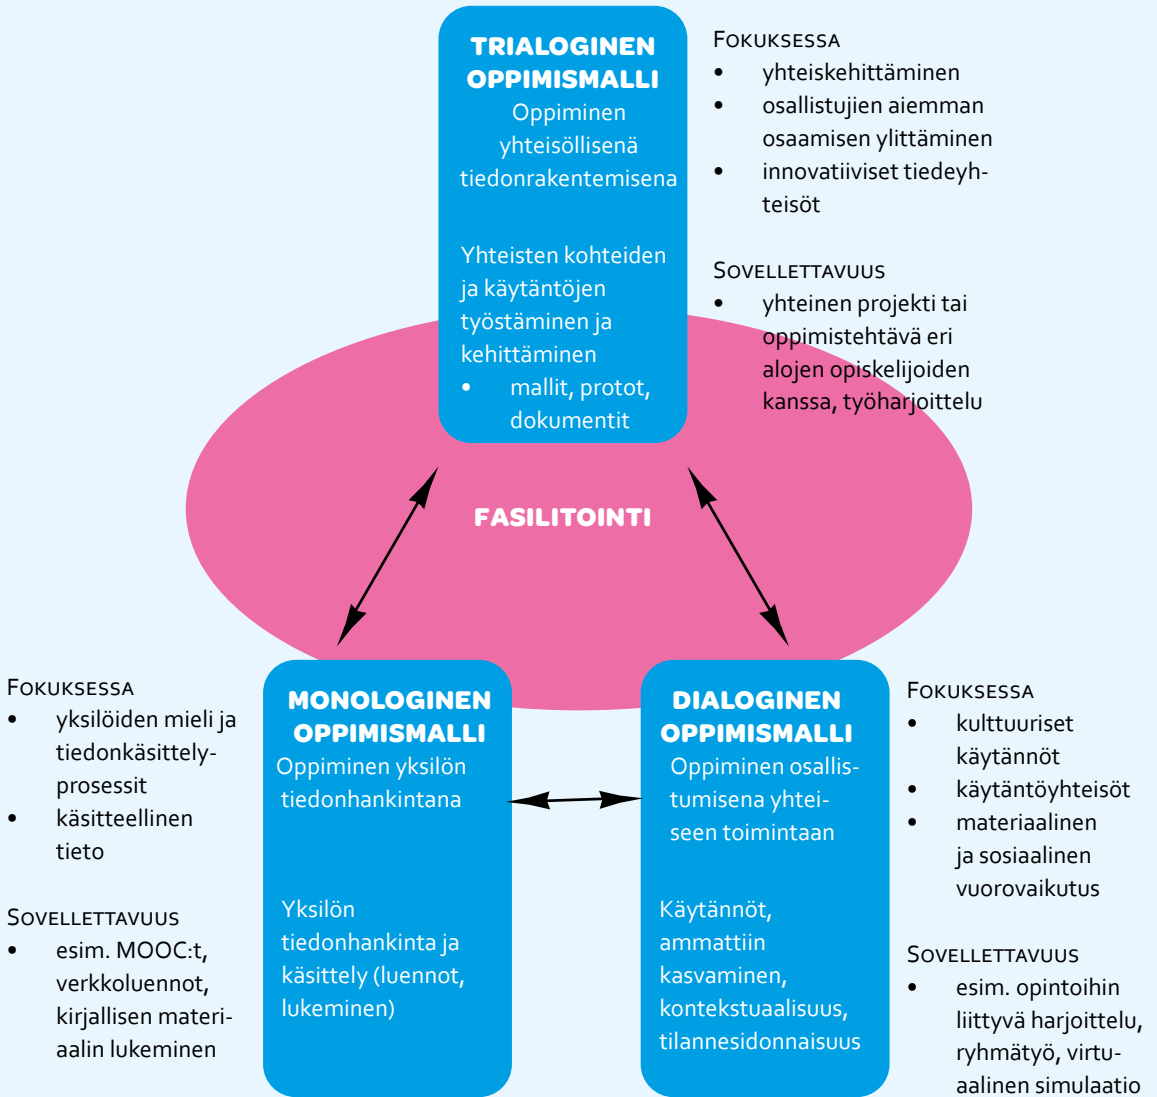 TRIALOGINEN
OPPIMISMALLI
Oppiminen
yhteisöllisenä
tiedonrakentemisena
Yhteisten kohteiden
ja käytäntöjen
työstäminen ja
kehittäminen
• mallit, protot,
dokumentit
FOKUKSESSA
• yhteiskehittäminen
• osallistujien aiemman
osaamisen ylittäminen
• innovatiiviset tiedeyh-
teisöt
SOVELLETTAVUUS
• yhteinen projekti tai
oppimistehtävä eri
alojen opiskelijoiden
kanssa, työharjoittelu
FASILITOINTI
FOKUKSESSA
• yksilöiden mieli ja
tiedonkäsittely-
prosessit
• käsitteellinen
tieto
SOVELLETTAVUUS
• esim. MOOC:t,
verkkoluennot,
kirjallisen materi-
aalin lukeminen
MONOLOGINEN
OPPIMISMALLI
Oppiminen yksilön
tiedonhankintana
Yksilön
tiedonhankinta ja
käsittely (luennot,
lukeminen)
DIALOGINEN
OPPIMISMALLI
Oppiminen osallis-
tumisena yhtei-
seen toimintaan
Käytännöt,
ammattiin
kasvaminen,
kontekstuaalisuus,
tilannesidonnaisuus
FOKUKSESSA
• kulttuuriset
käytännöt
• käytäntöyhteisöt
• materiaalinen
ja sosiaalinen
vuorovaikutus
SOVELLETTAVUUS
• esim. opintoihin
liittyvä harjoittelu,
ryhmätyö, virtu-
aalinen simulaatio